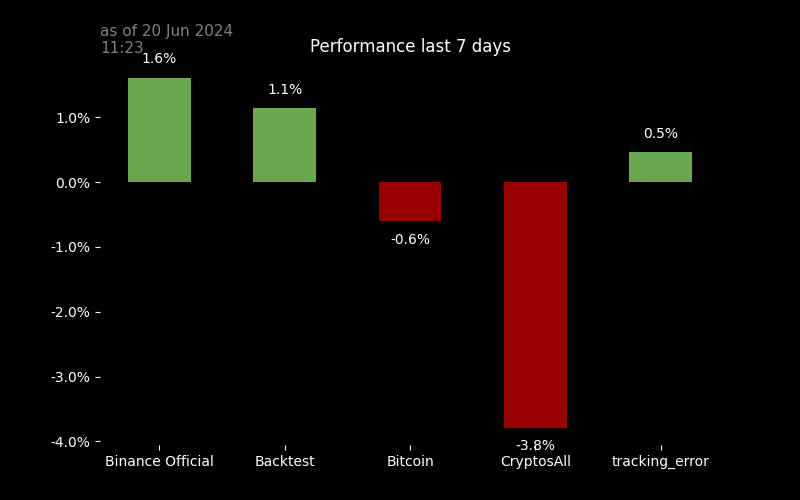 as of 20 Jun 2024
11:23
Performance last 7 days
1.6%
1.1%
0.5%
-0.6%
-3.8%
1.0%
0.0%
-1.0%
-2.0%
-3.0%
-4.0%
Binance Official
Backtest
Bitcoin
CryptosAll
tracking_error